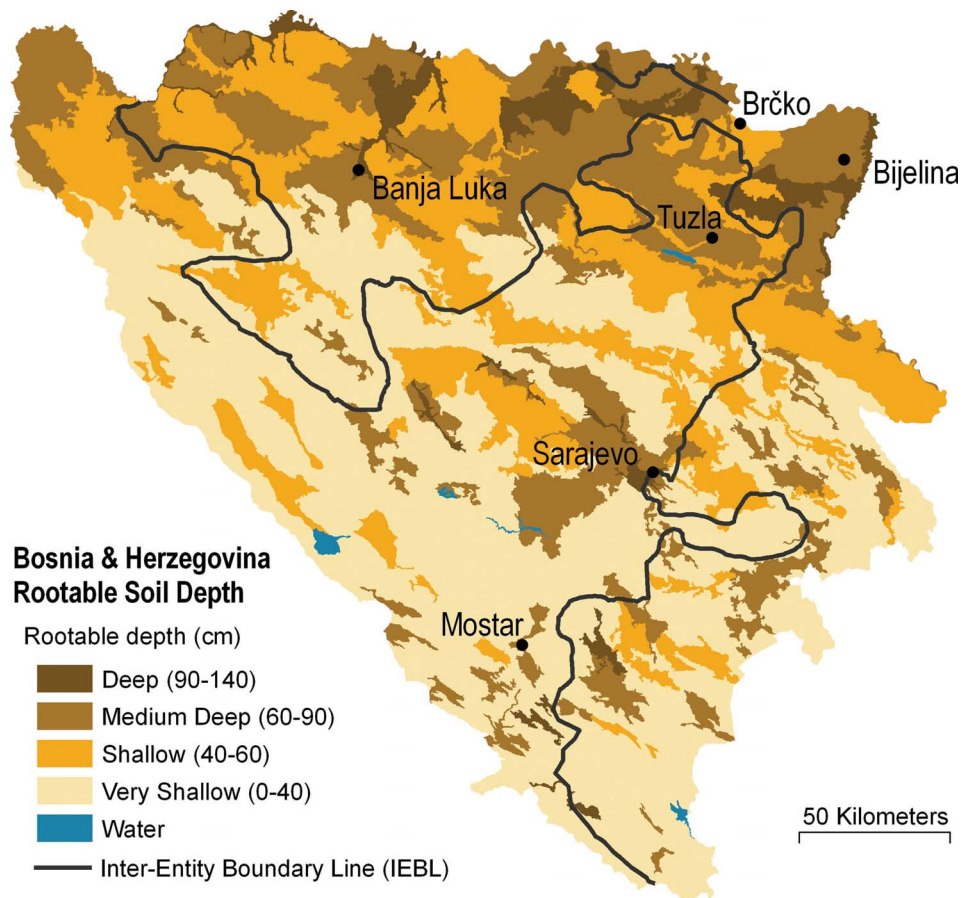 Brčko
Bijelina
Banja Luka
Tuzla
Sarajevo
Mostar
Bosnia & Herzegovina
Rootable Soil Depth
Rootable depth (cm)
Deep (90-140)
Medium Deep (60-90)
Shallow (40-60)
Very Shallow (0-40)
Water
Inter-Entity Boundary Line (IEBL)
50 Kilometers